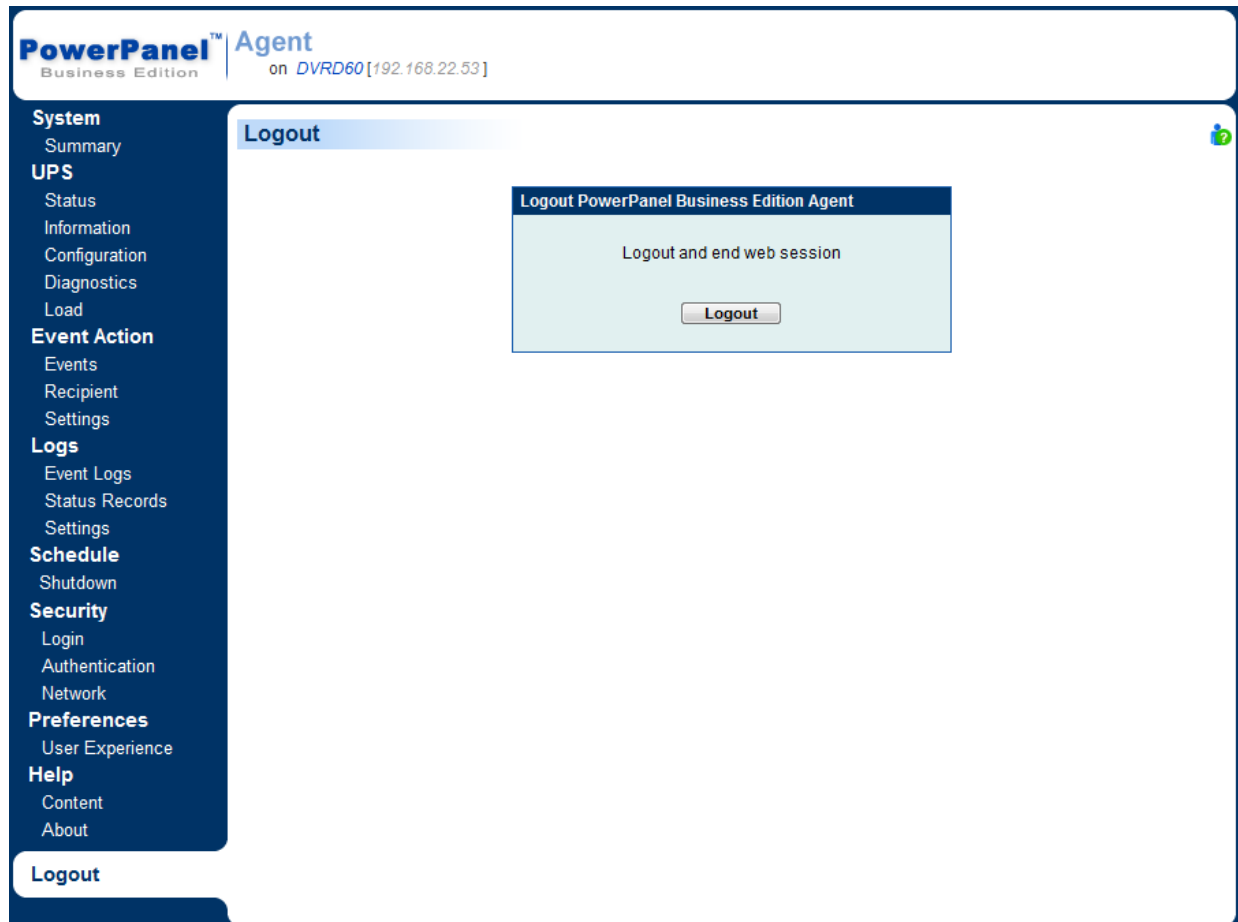 PowerPanel™
Business Edition
Agent
on DVRD60 [192.168.22.53]
System
Summary
UPS
Status
Information
Configuration
Diagnostics
Load
Event Action
Events
Recipient
Settings
Logs
Event Logs
Status Records
Settings
Schedule
Shutdown
Security
Login
Authentication
Network
Preferences
User Experience
Help
Content
About
Logout
Logout
?
Logout PowerPanel Business Edition Agent
Logout and end web session
Logout